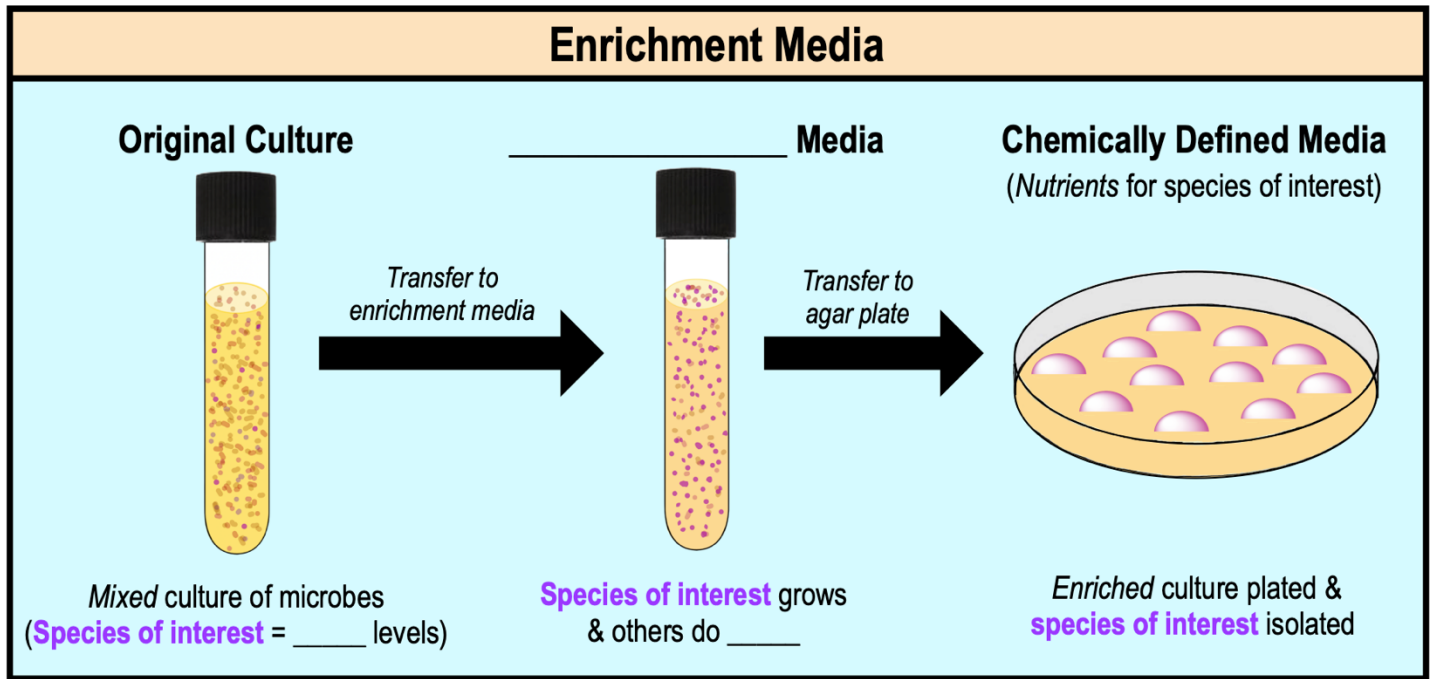 Enrichment Media
Original Culture
_________________ Media
Chemically Defined Media
(Nutrients for species of interest)
Transfer to
enrichment media
Transfer to
agar plate
Mixed culture of microbes
(Species of interest = _____ levels)
Species of interest grows
& others do _____
Enriched culture plated &
species of interest isolated